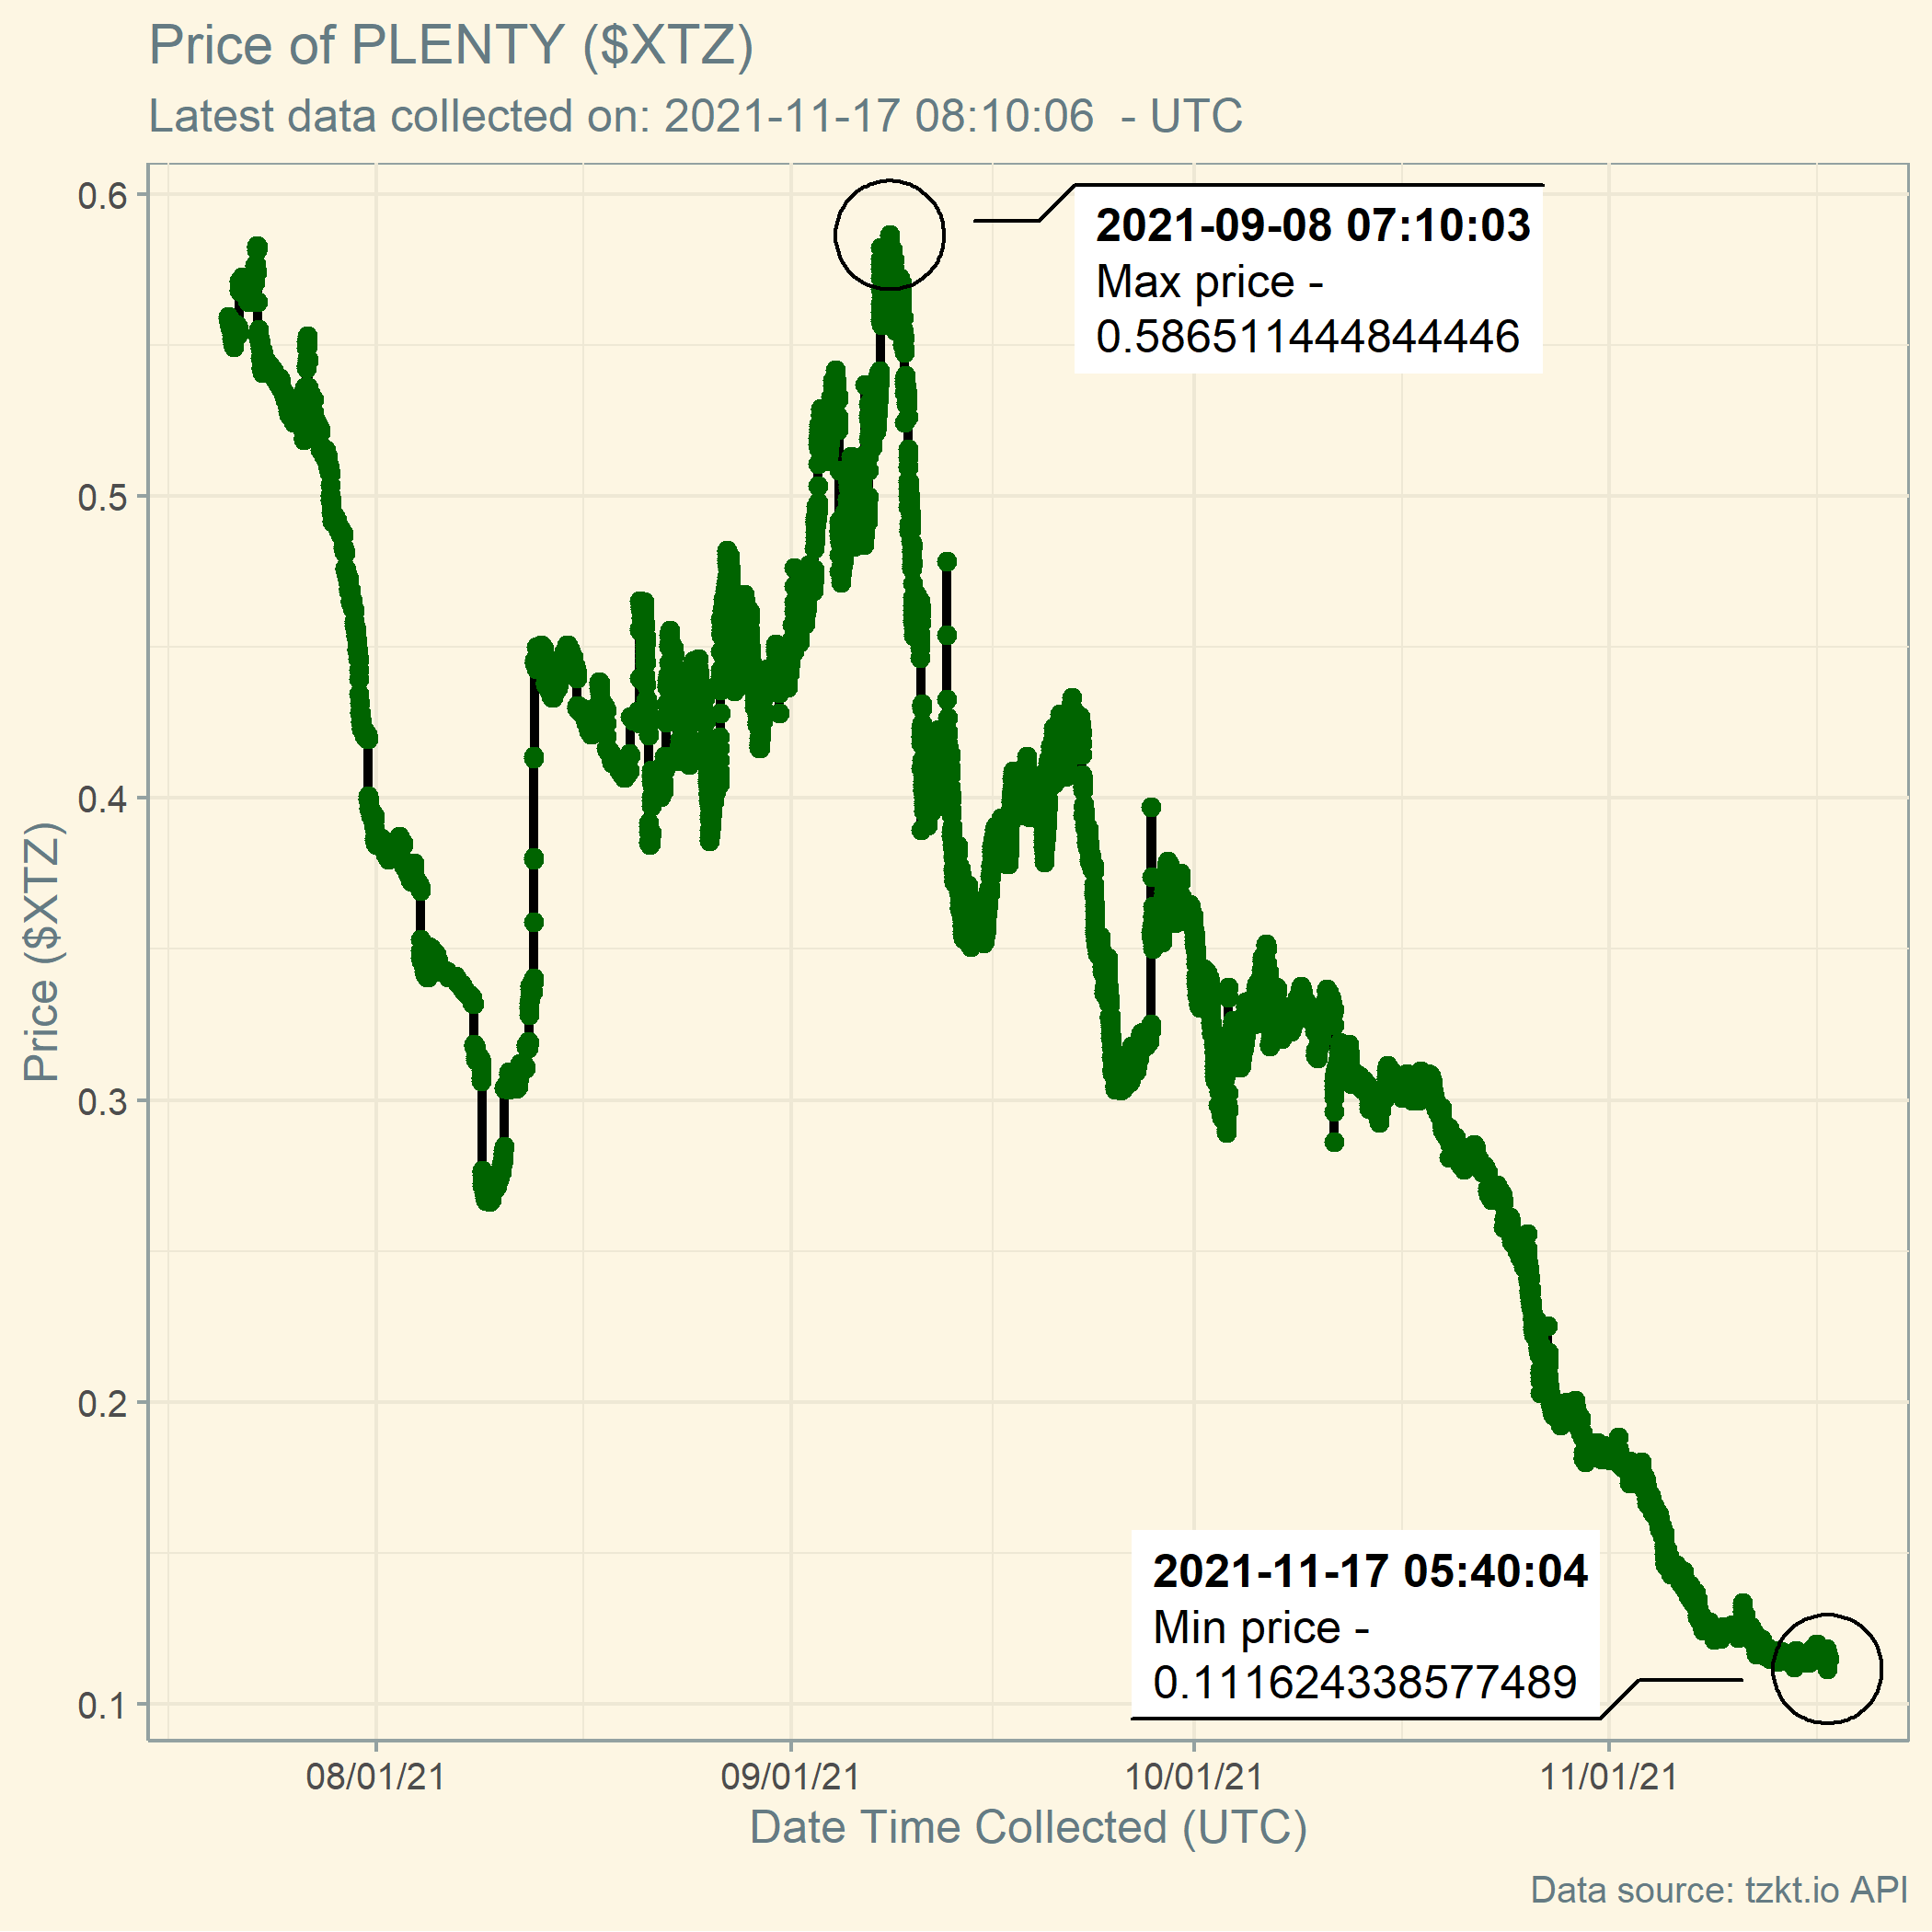 Price of PLENTY ($XTZ)
Latest data collected on: 2021-11-17 08:10:06  - UTC
0.6
0.5
0.4
0.3
0.2
0.1
Price ($XTZ)
2021-09-08 07:10:03
Max price -
0.586511444844446
2021-11-17 05:40:04
Min price -
0.111624338577489
08/01/21
09/01/21
10/01/21
11/01/21
Date Time Collected (UTC)
Data source: tzkt.io API